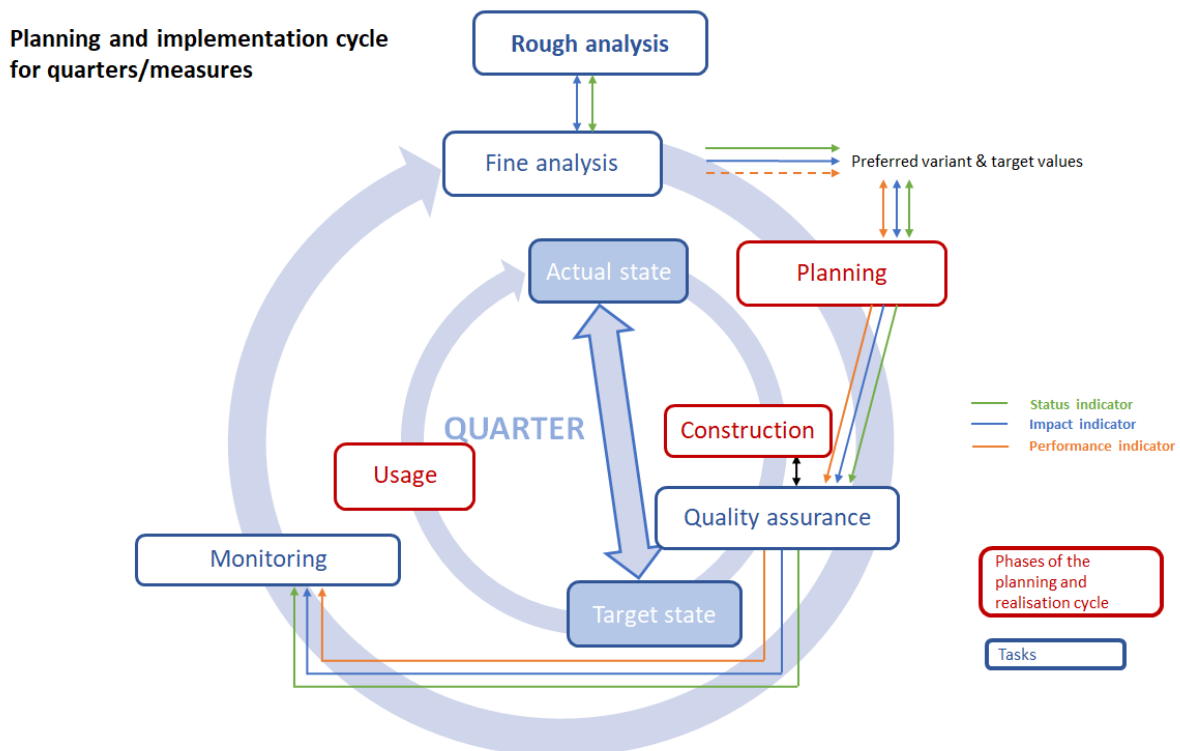 Planning and implementation cycle
for quarters/measures
Rough analysis
Fine analysis
Preferred variant & target values
Actual state
Planning
QUARTER
Construction
Status indicator
Impact indicator
Performance indicator
Usage
Quality assurance
Monitoring
Target state
Phases of the
planning and
realisation cycle
Tasks